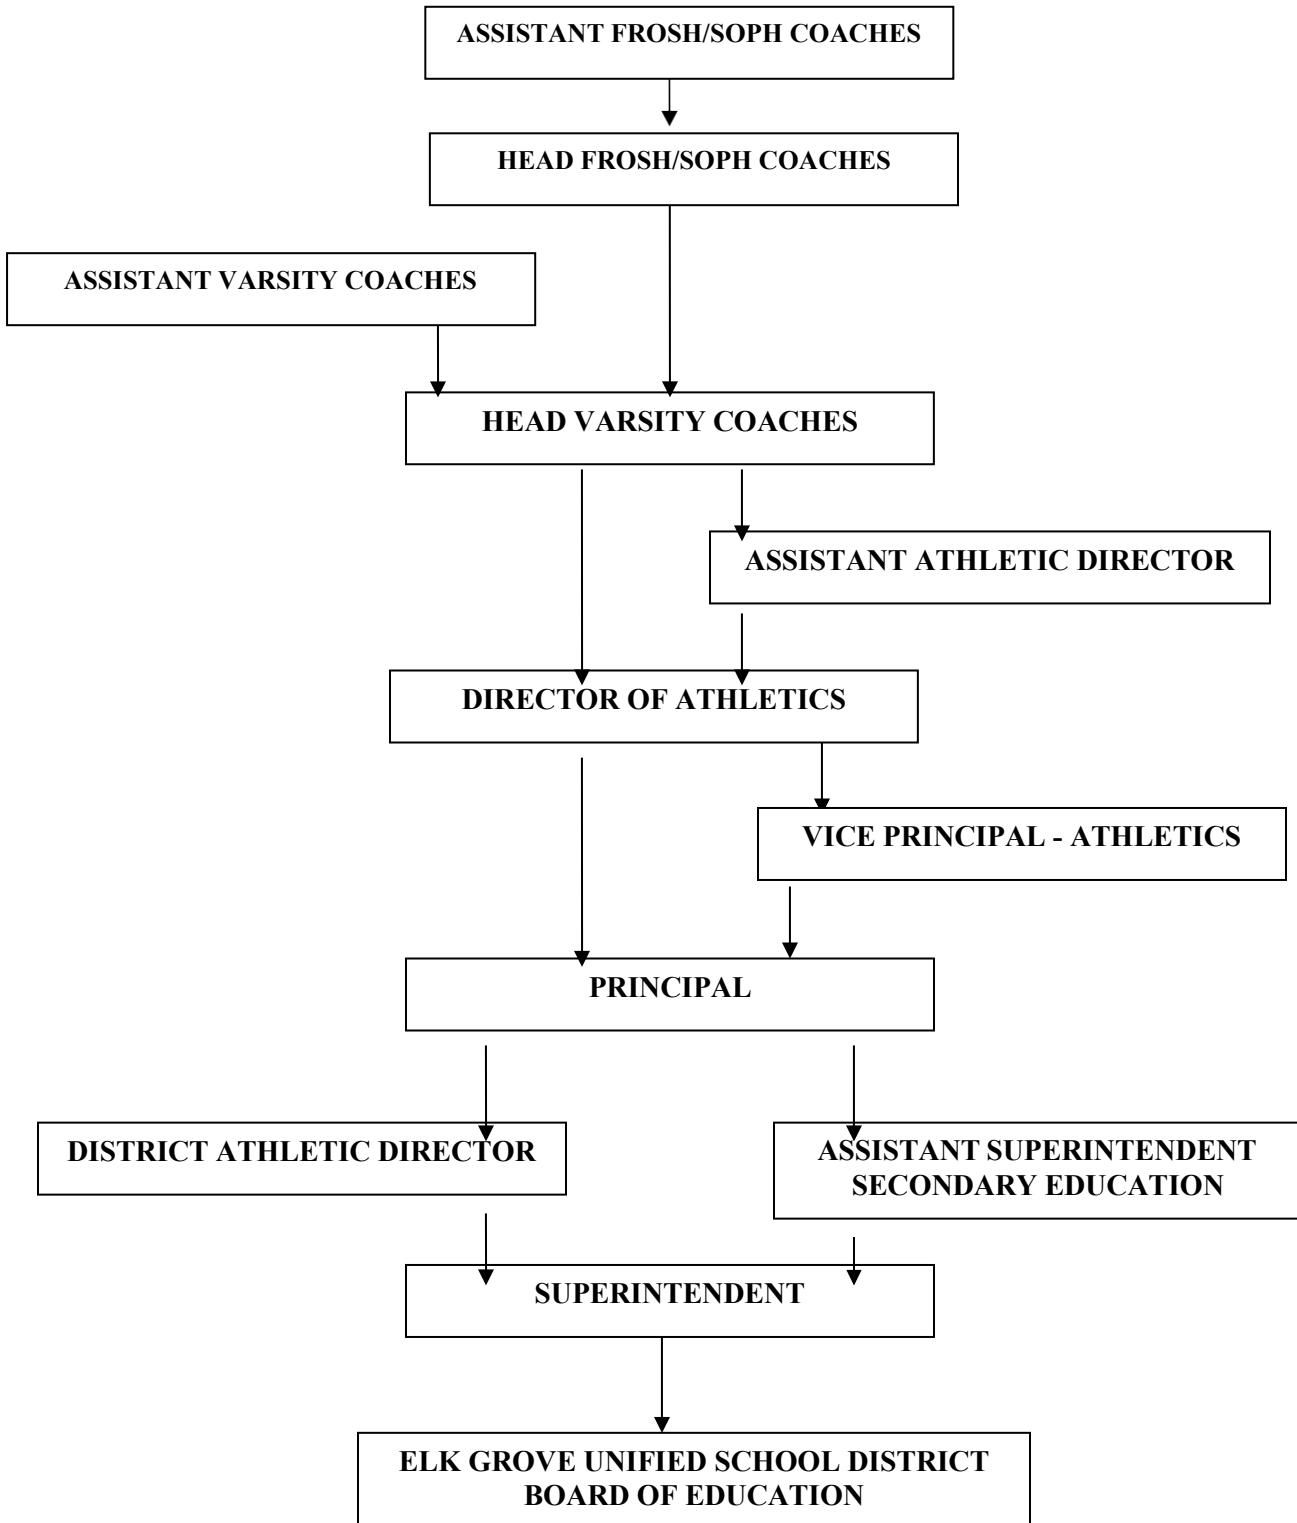 ASSISTANT FROSH/SOPH COACHES
HEAD FROSH/SOPH COACHES
ASSISTANT VARSITY COACHES
HEAD VARSITY COACHES
ASSISTANT ATHLETIC DIRECTOR
DIRECTOR OF ATHLETICS
VICE PRINCIPAL - ATHLETICS
PRINCIPAL
DISTRICT ATHLETIC DIRECTOR
ASSISTANT SUPERINTENDENT
SECONDARY EDUCATION
SUPERINTENDENT
ELK GROVE UNIFIED SCHOOL DISTRICT
BOARD OF EDUCATION